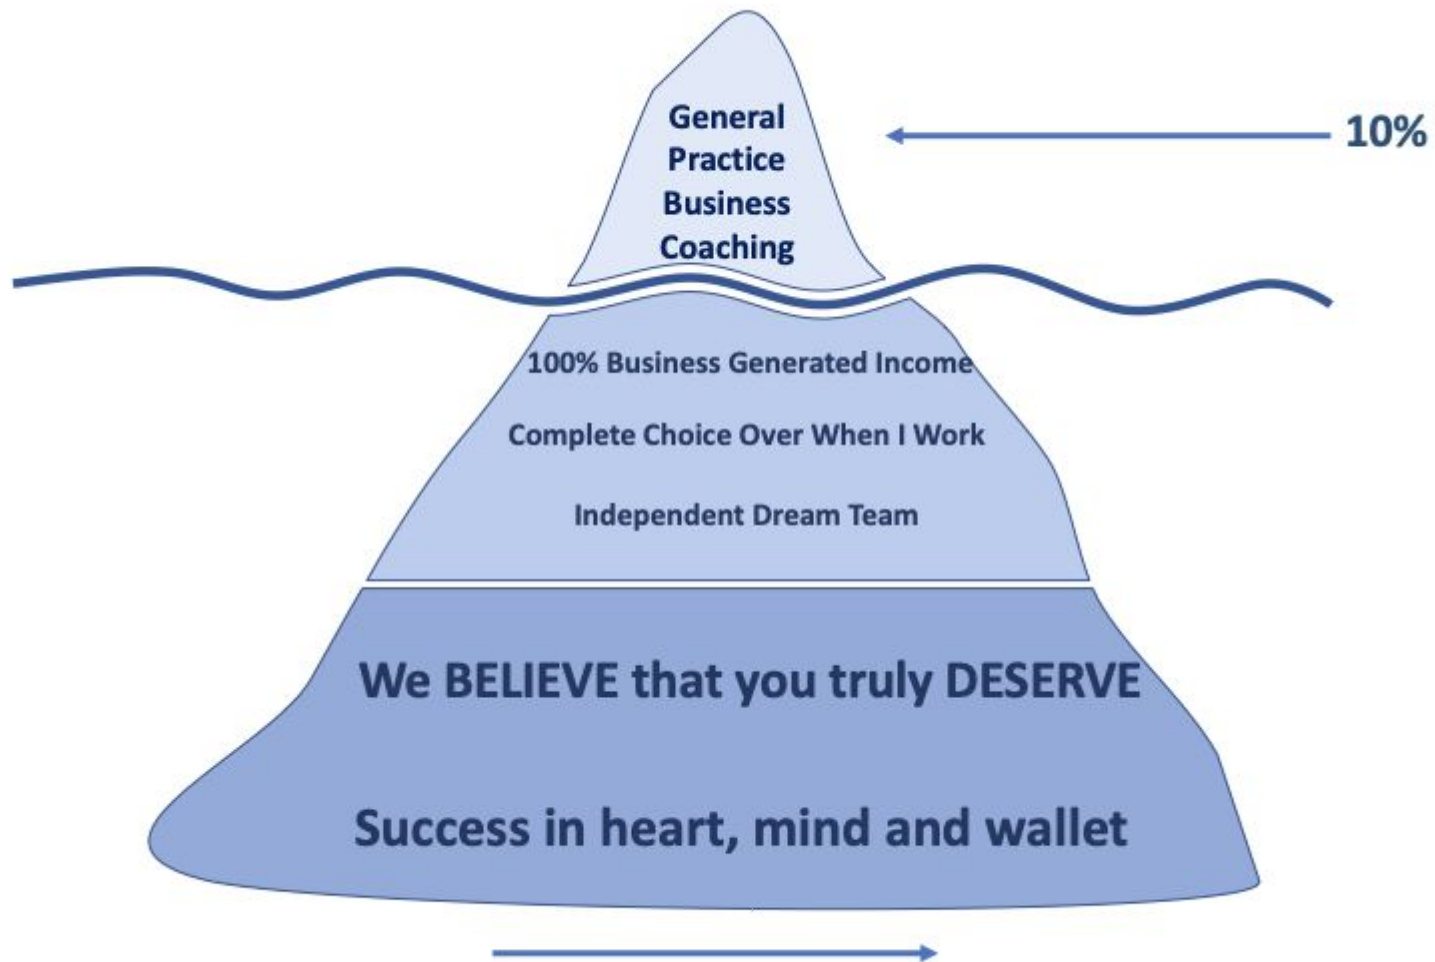 General
Practice
Business
Coaching
10%
100% Business Generated Income
Complete Choice Over When I Work
Independent Dream Team
We BELIEVE that you truly DESERVE
Success in heart, mind and wallet